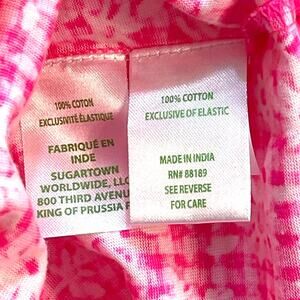 100% COTON
EXCLUSIVITÉ ÉLASTIQUE
FABRIQUÉ EN
INDE
SUGARTOWN
WORLDWIDE, LLC
800 THIRD AVENU
KING OF PRUSSIA P
100% COTTON
EXCLUSIVE OF ELASTIC
MADE IN INDIA
RN# 88189
SEE REVERSE
FOR CARE